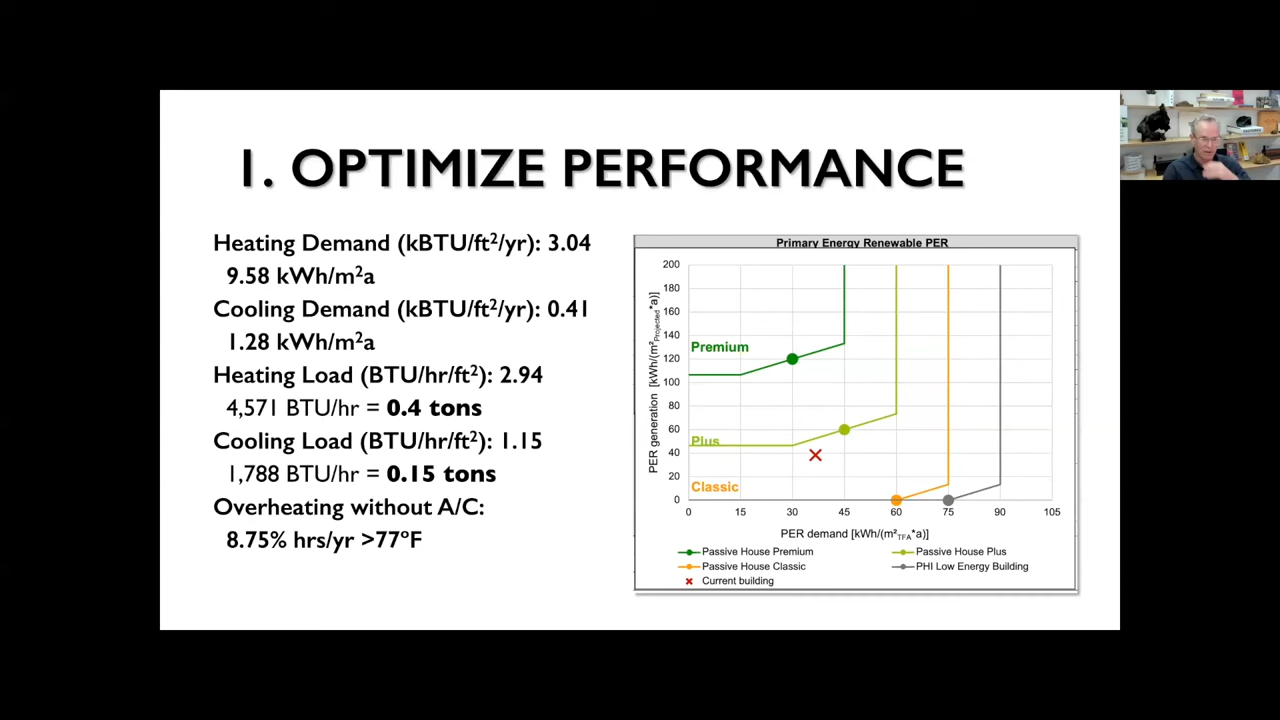 1. OPTIMIZE PERFORMANCE
Heating Demand (kBTU/ft²/yr): 3.04
9.58 kWh/m²a
Cooling Demand (kBTU/ft²/yr): 0.41
1.28 kWh/m²a
Heating Load (BTU/hr/ft²): 2.94
4,571 BTU/hr = 0.4 tons
Cooling Load (BTU/hr/ft²): 1.15
1,788 BTU/hr = 0.15 tons
Overheating without A/C:
8.75% hrs/yr >77°F
Primary Energy Renewable PER
PER generation [kWh/(m²Projected*a)]
200
180
160
140
120
100
80
60
40
20
0
Premium
Plus
Classic
0 15 30 45 60 75 90 105
PER demand [kWh/(m²TFA*a)]
Passive House Premium
Passive House Plus
Passive House Classic
PHI Low Energy Building
Current building